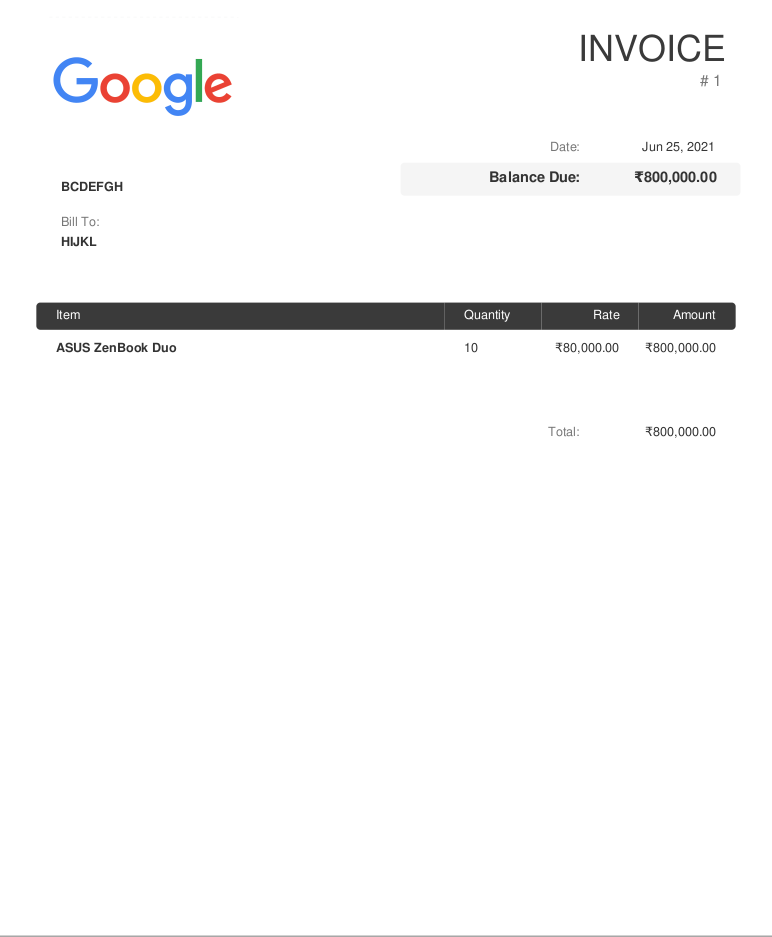 Google
INVOICE
# 1
Date: Jun 25, 2021
Balance Due: ₹800,000.00
BCDEFGH
Bill To:
HIJKL
Item Quantity Rate Amount
ASUS ZenBook Duo 10 ₹80,000.00 ₹800,000.00
Total: ₹800,000.00